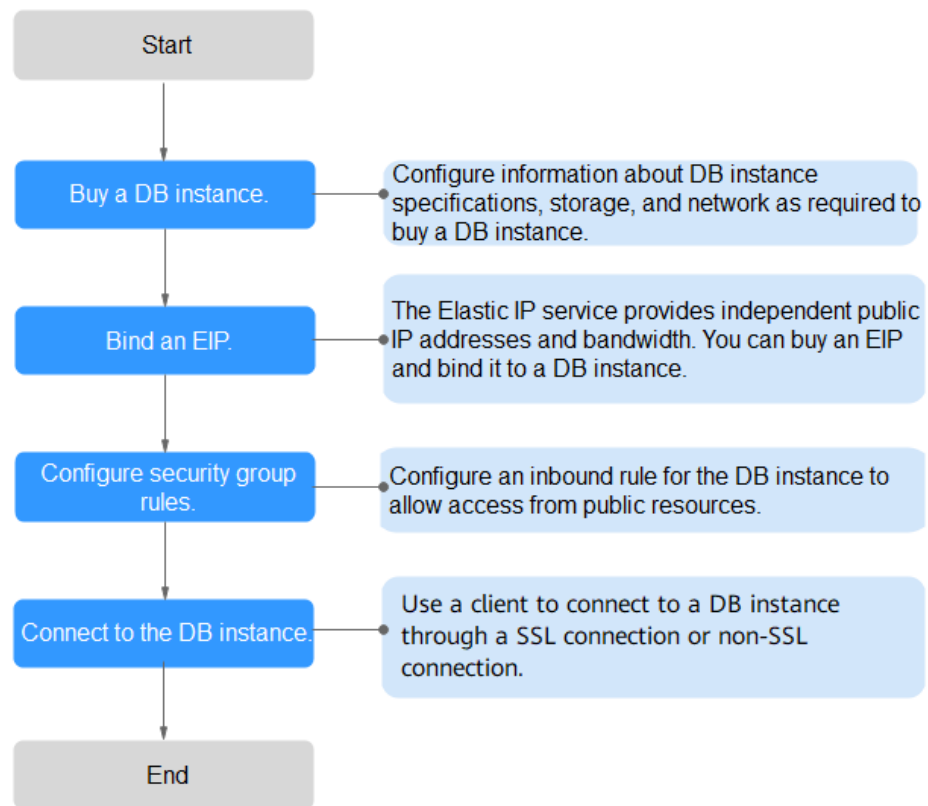 Start
Buy a DB instance.
Configure information about DB instance
specifications, storage, and network as required to
buy a DB instance.
Bind an EIP.
The Elastic IP service provides independent public
IP addresses and bandwidth. You can buy an EIP
and bind it to a DB instance.
Configure security group
rules.
Configure an inbound rule for the DB instance to
allow access from public resources.
Connect to the DB instance.
Use a client to connect to a DB instance
through a SSL connection or non-SSL
connection.
End